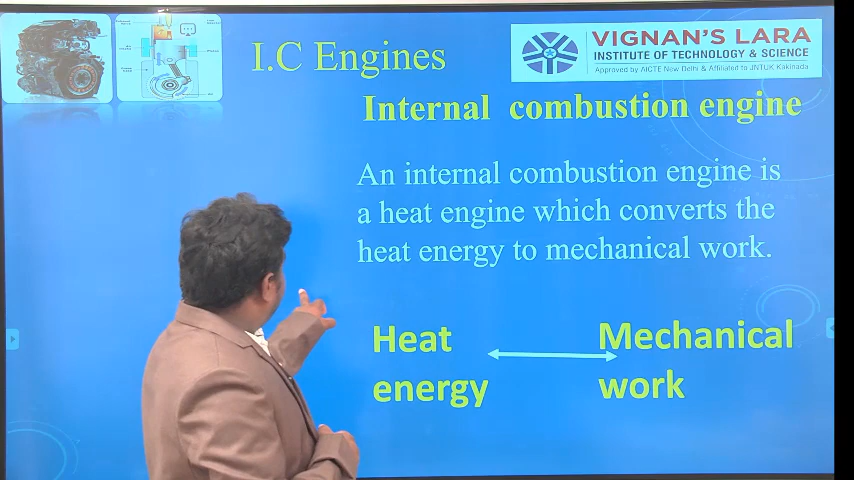 I.C Engines
VIGNAN'S LARA
INSTITUTE OF TECHNOLOGY & SCIENCE
Approved by AICTE New Delhi & Affiliated to JNTUK Kakinada
Internal combustion engine
An internal combustion engine is
a heat engine which converts the
heat energy to mechanical work.
Heat
energy
Mechanical
work